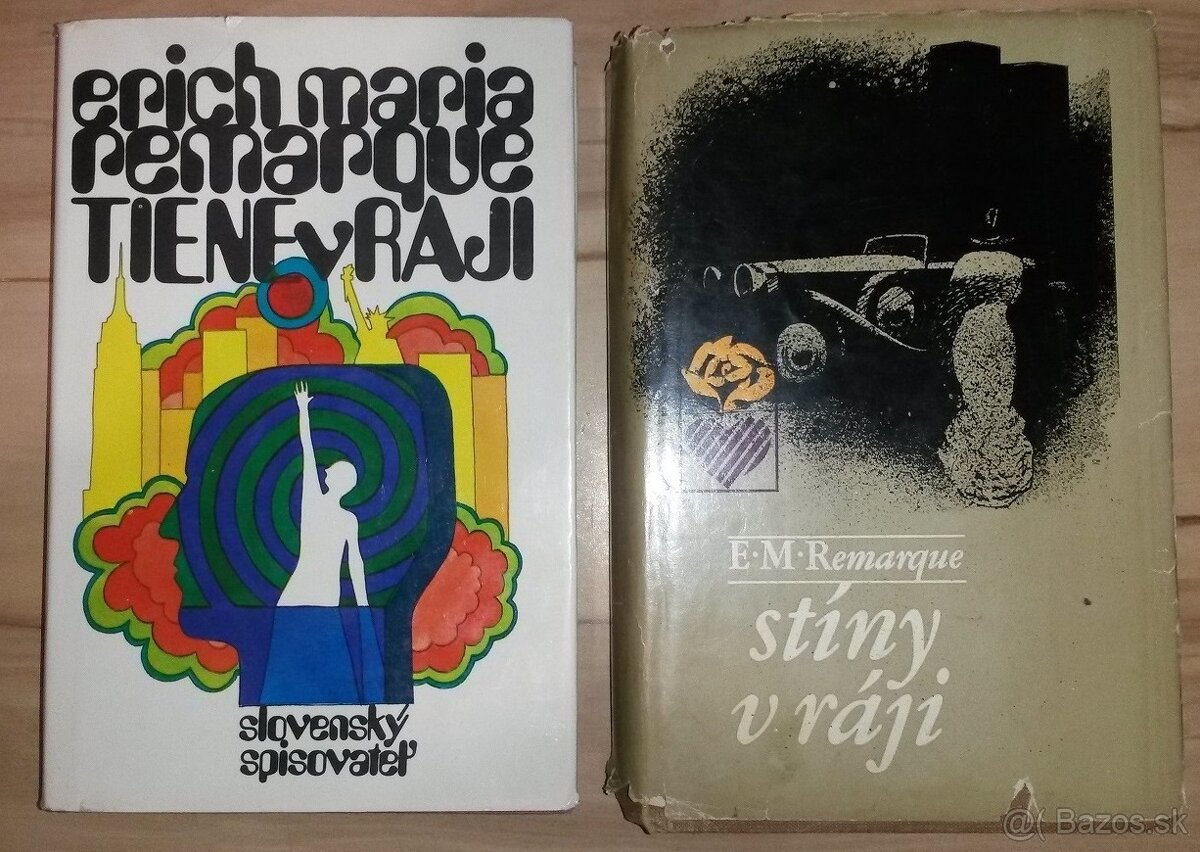 erich maria
remarque
TIENE v RAJI
slovenský
spisovateľ
E·M·Remarque
stíny
v ráji
@( Bazos.sk